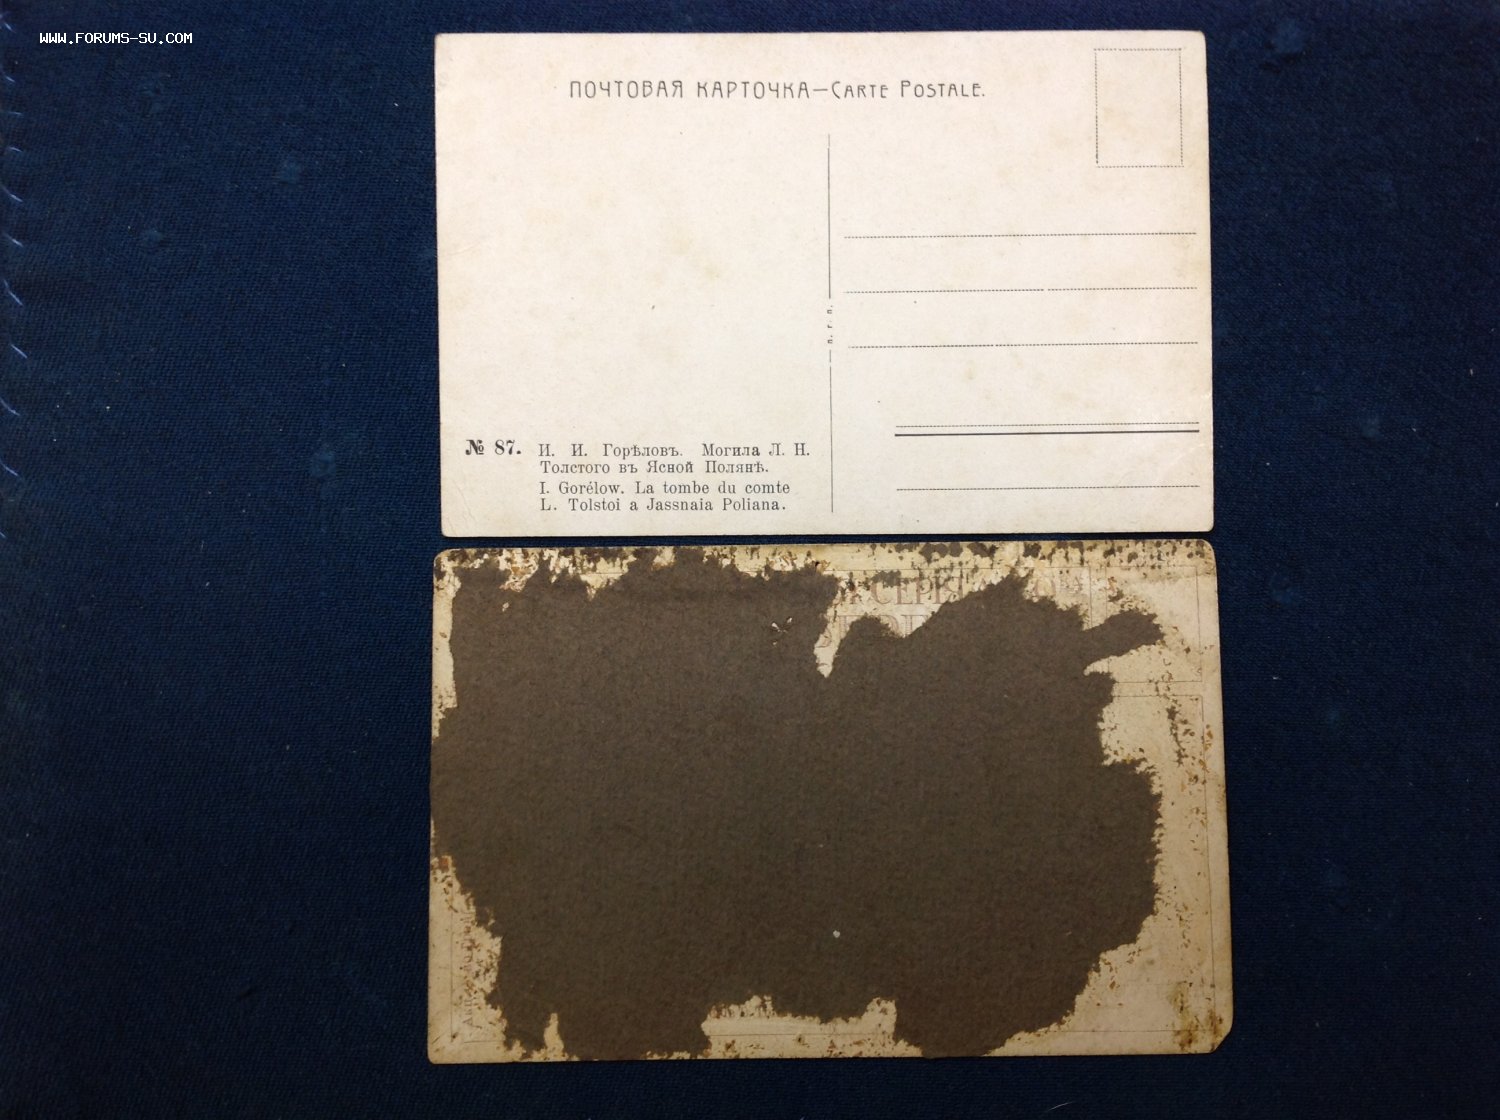 WWW.FORUMS-SU.COM
ПОЧТОВАЯ КАРТОЧКА—CARTE POSTALE.
п. г. п.
№ 87. И. И. Горѣловъ. Могила Л. Н.
Толстого въ Ясной Полянѣ.
I. Gorélow. La tombe du comte
L. Tolstoi a Jassnaia Poliana.